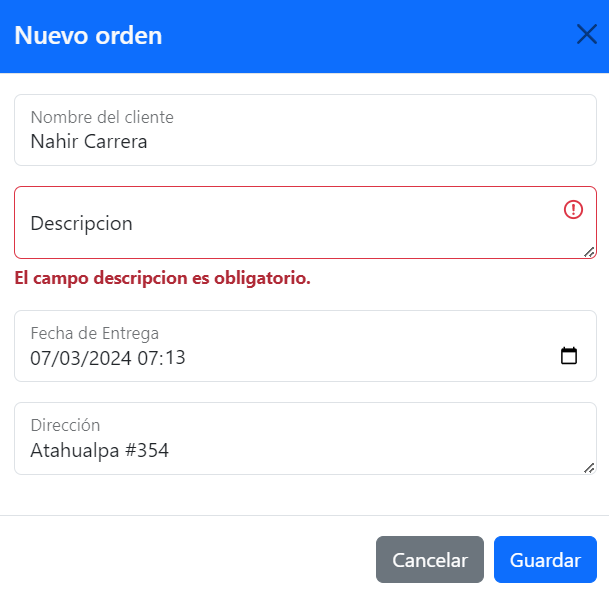 Nuevo orden
Nombre del cliente
Nahir Carrera
Descripcion
El campo descripcion es obligatorio.
Fecha de Entrega
07/03/2024 07:13
Dirección
Atahualpa #354
Cancelar Guardar